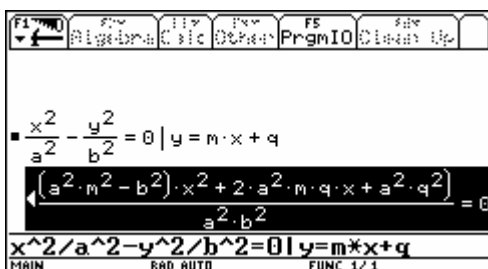 F1 Algebra Calc Other F5 PrgmIO Clean Up
x²/a² - y²/b² = 0 | y = m·x + q
((a²·m² - b²)·x² + 2·a²·m·q·x + a²·q²)/(a²·b²) = 0
x^2/a^2-y^2/b^2=0|y=m*x+q
MAIN RAD AUTO FUNC 1/1